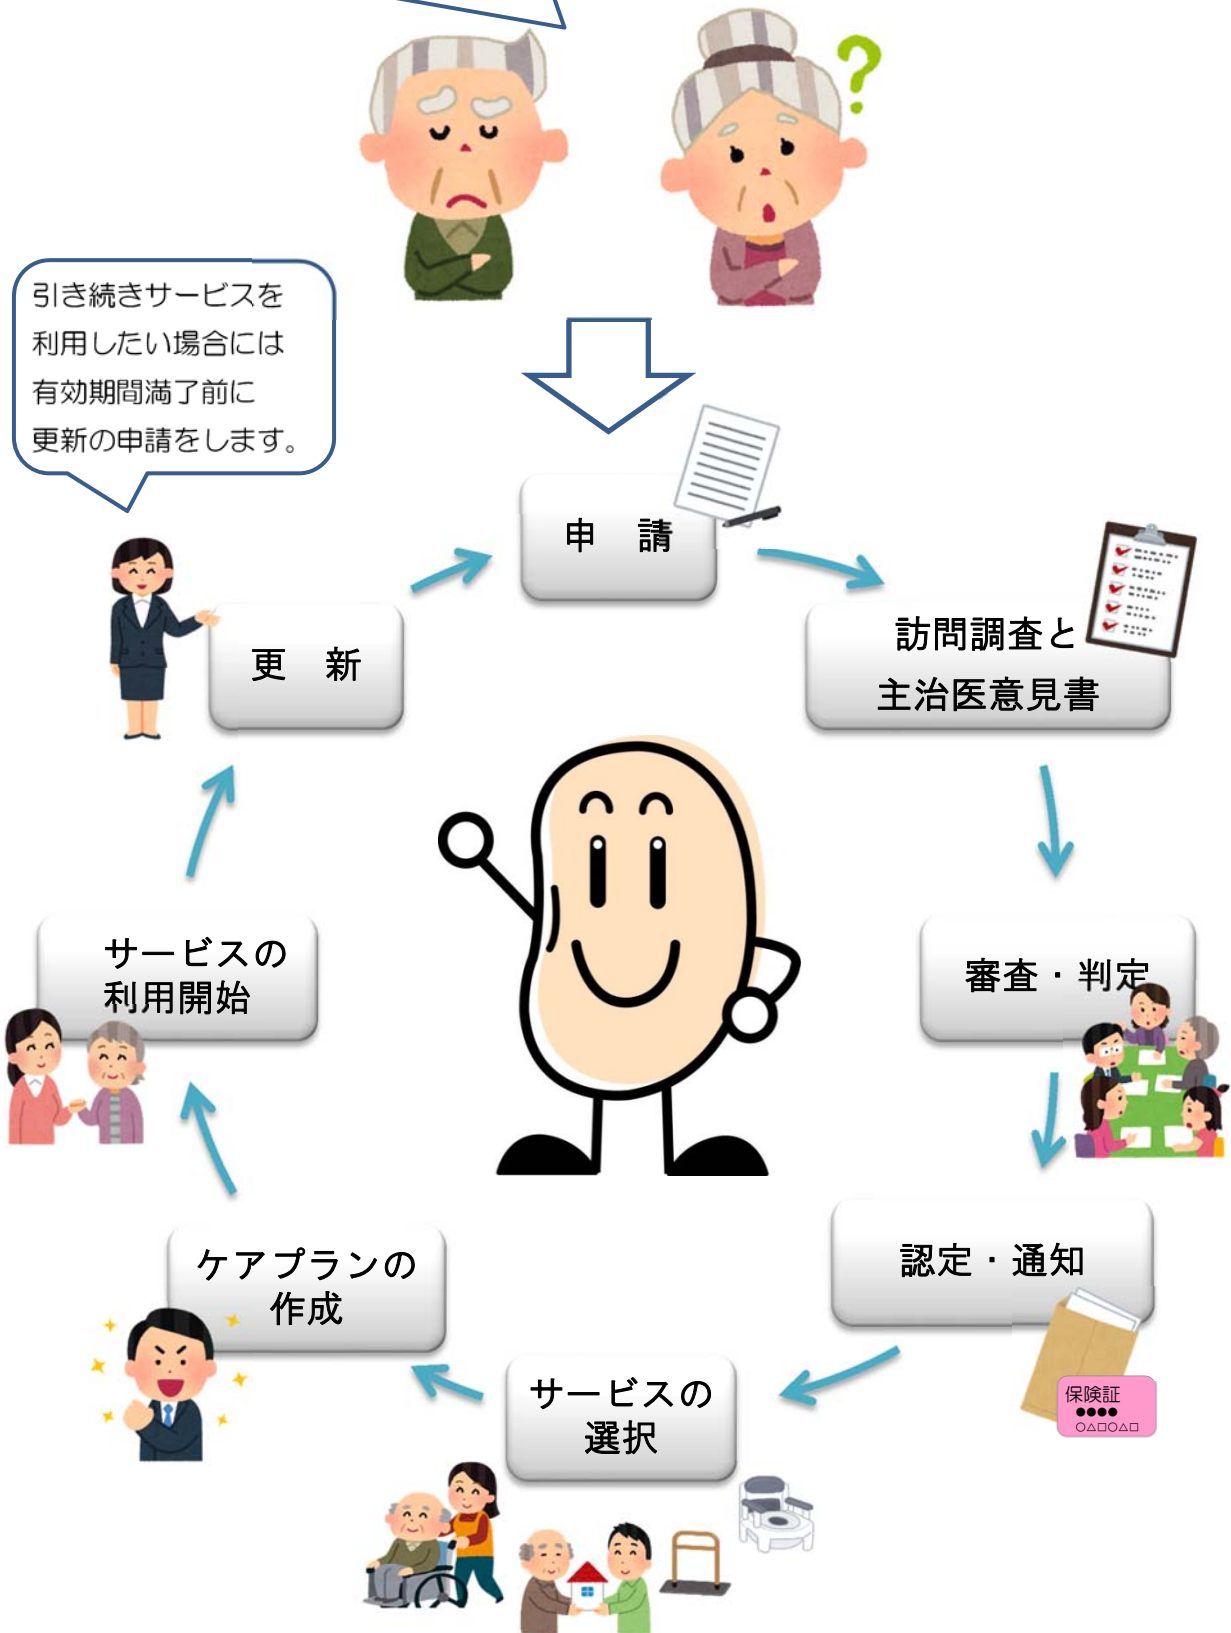 引き続きサービスを
利用したい場合には
有効期間満了前に
更新の申請をします。
申　請
訪問調査と
主治医意見書
審査・判定
認定・通知
保険証
●●●●
○△□○△□
サービスの
選択
ケアプランの
作成
サービスの
利用開始
更　新